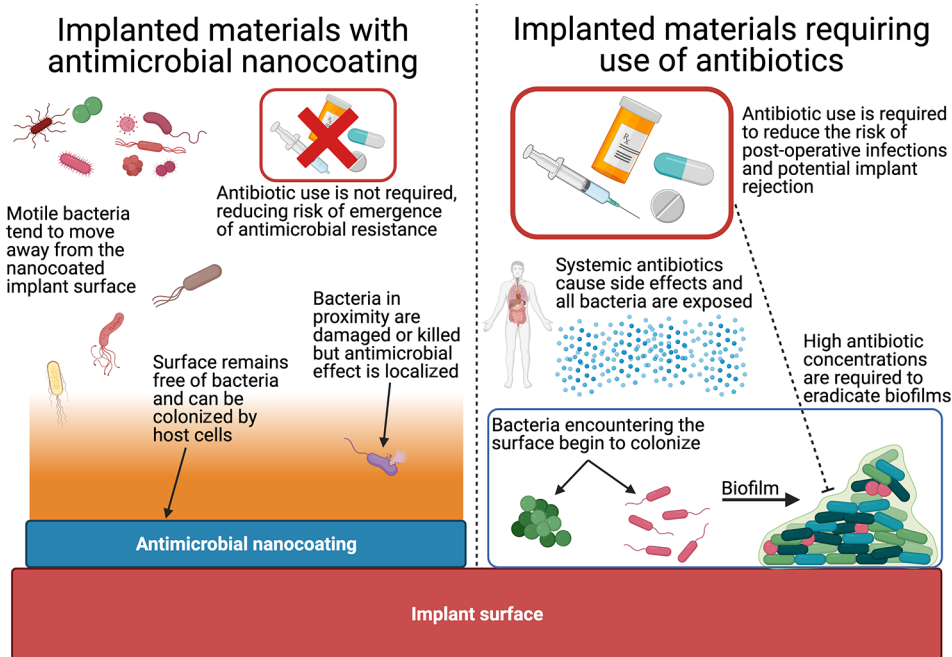 Implanted materials with
antimicrobial nanocoating
Antibiotic use is not required,
reducing risk of emergence
of antimicrobial resistance
Motile bacteria
tend to move
away from the
nanocoated
implant surface
Bacteria in
proximity are
damaged or killed
but antimicrobial
effect is localized
Surface remains
free of bacteria
and can be
colonized by
host cells
Antimicrobial nanocoating
Implanted materials requiring
use of antibiotics
Rx
Antibiotic use is required
to reduce the risk of
post-operative infections
and potential implant
rejection
Systemic antibiotics
cause side effects and
all bacteria are exposed
High antibiotic
concentrations
are required to
eradicate biofilms
Bacteria encountering the
surface begin to colonize
Biofilm
Implant surface